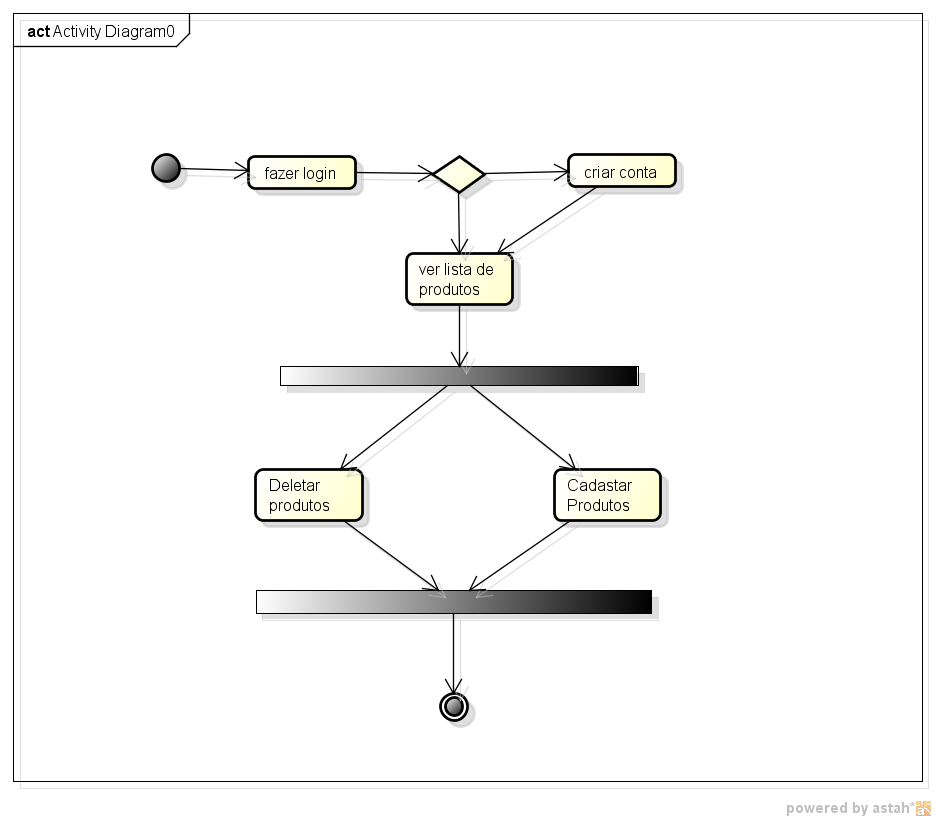 act Activity Diagram0
fazer login
criar conta
ver lista de
produtos
Deletar
produtos
Cadastar
Produtos
powered by astah*